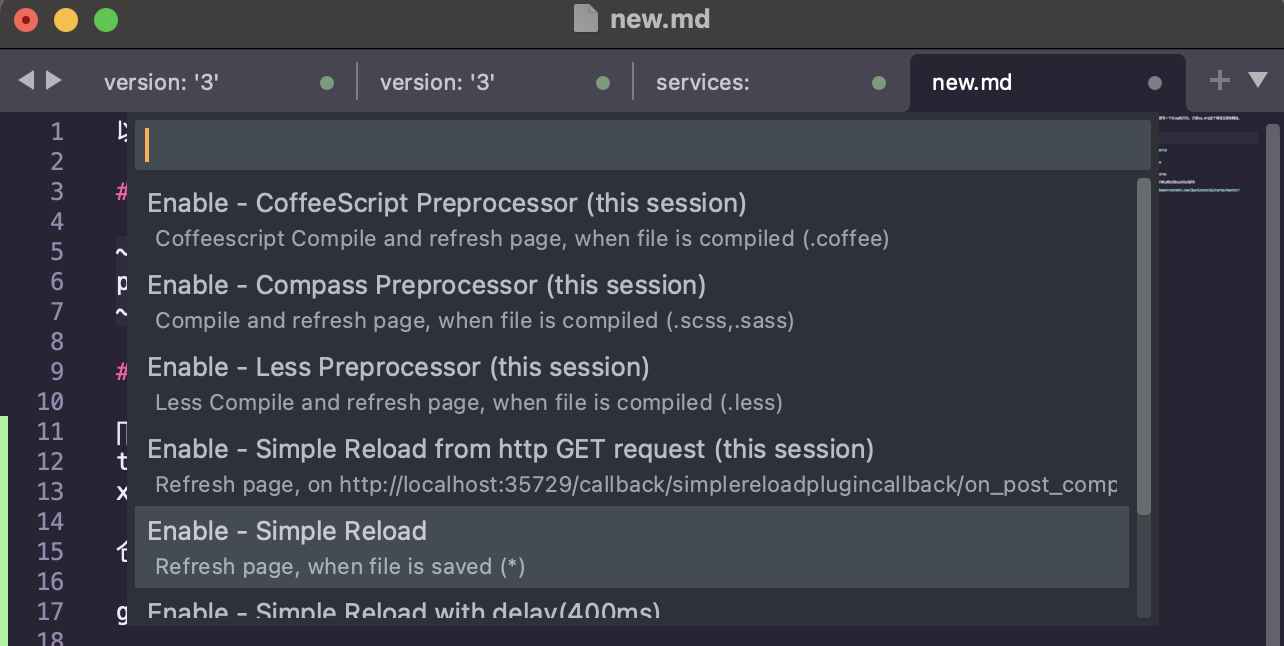 new.md
version: '3'
version: '3'
services:
new.md
1
2
3 #
4
5 ~
6 p
7 ~
8
9 #
10
11
12 t
13 x
14
15
16
17 g
18
Enable - CoffeeScript Preprocessor (this session)
Coffeescript Compile and refresh page, when file is compiled (.coffee)
Enable - Compass Preprocessor (this session)
Compile and refresh page, when file is compiled (.scss,.sass)
Enable - Less Preprocessor (this session)
Less Compile and refresh page, when file is compiled (.less)
Enable - Simple Reload from http GET request (this session)
Refresh page, on http://localhost:35729/callback/simplereloadplugincallback/on_post_comp
Enable - Simple Reload
Refresh page, when file is saved (*)
Enable - Simple Reload with delay(400ms)